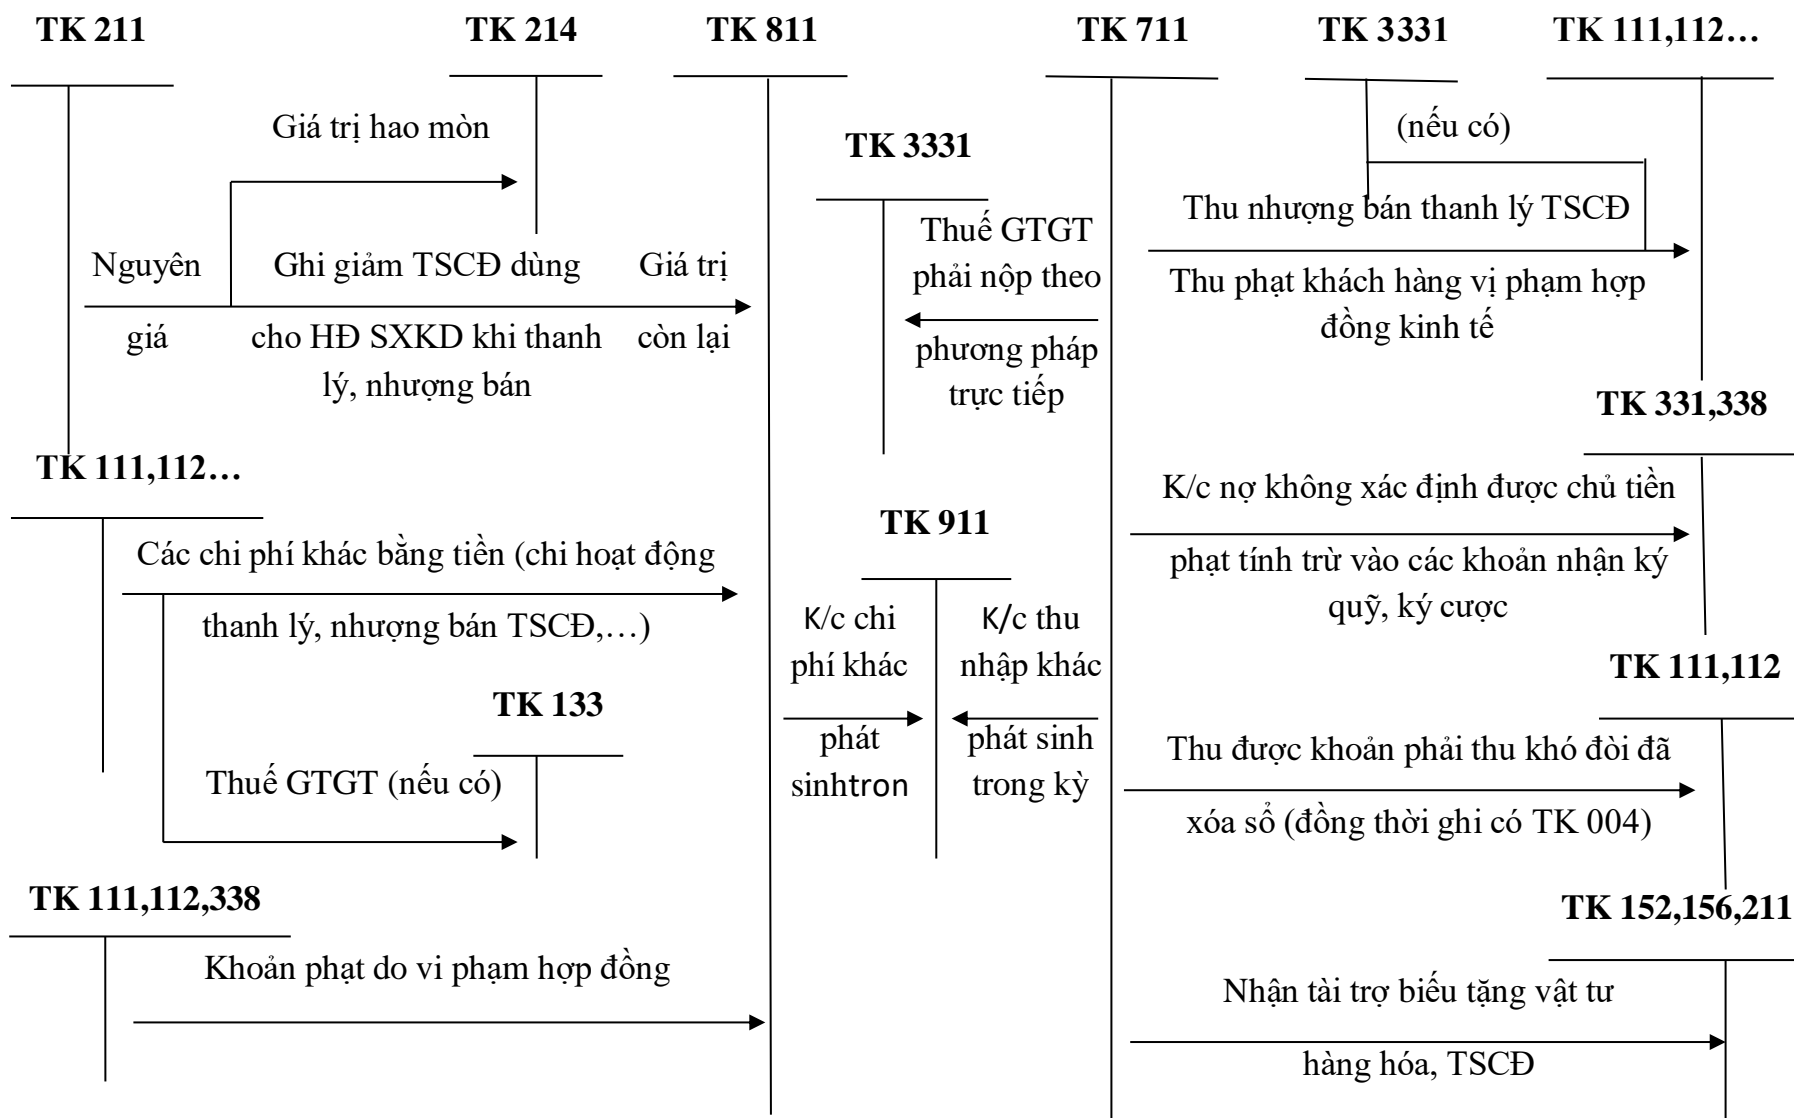 TK 211
TK 214
TK 811
TK 711
TK 3331
TK 111,112…
Giá trị hao mòn
(nếu có)
TK 3331
Thu nhượng bán thanh lý TSCĐ
Thuế GTGT
phải nộp theo
Nguyên
Ghi giảm TSCĐ dùng
Giá trị
Thu phạt khách hàng vị phạm hợp
đồng kinh tế
giá
cho HĐ SXKD khi thanh
lý, nhượng bán
còn lại
phương pháp
trực tiếp
TK 331,338
TK 111,112…
K/c nợ không xác định được chủ tiền
TK 911
Các chi phí khác bằng tiền (chi hoạt động
phạt tính trừ vào các khoản nhận ký
quỹ, ký cược
thanh lý, nhượng bán TSCĐ,…)
K/c chi
phí khác
K/c thu
nhập khác
TK 111,112
TK 133
phát
sinhtron
phát sinh
trong kỳ
Thu được khoản phải thu khó đòi đã
Thuế GTGT (nếu có)
xóa sổ (đồng thời ghi có TK 004)
TK 111,112,338
TK 152,156,211
Khoản phạt do vi phạm hợp đồng
Nhận tài trợ biếu tặng vật tư
hàng hóa, TSCĐ